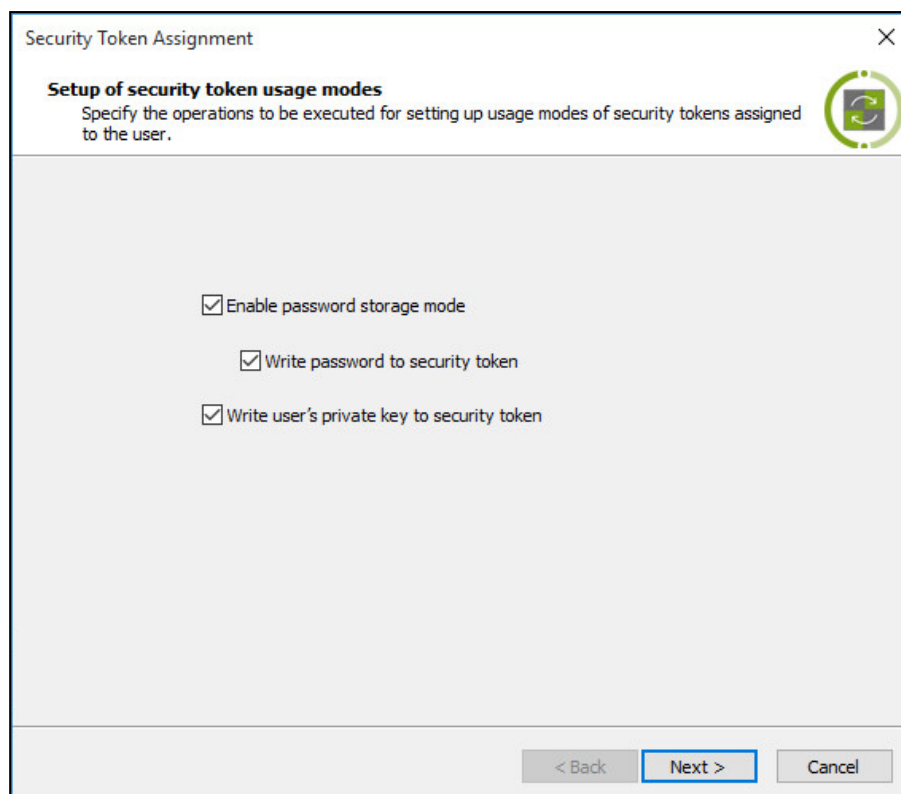 Security Token Assignment
Setup of security token usage modes
Specify the operations to be executed for setting up usage modes of security tokens assigned
to the user.
Enable password storage mode
Write password to security token
Write user’s private key to security token
< Back Next > Cancel